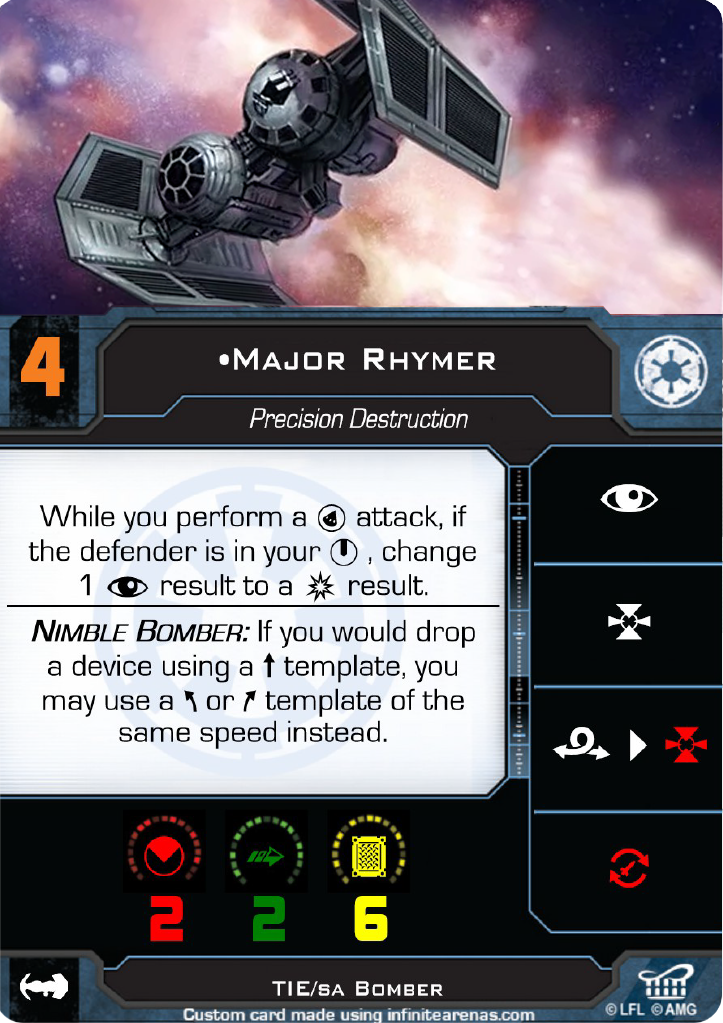 4
•Major Rhymer
Precision Destruction
While you perform a attack, if
the defender is in your , change
1 result to a result.
Nimble Bomber: If you would drop
a device using a template, you
may use a or template of the
same speed instead.
2 2 6
TIE/sa Bomber
©LFL ©AMG
Custom card made using infinitearenas.com